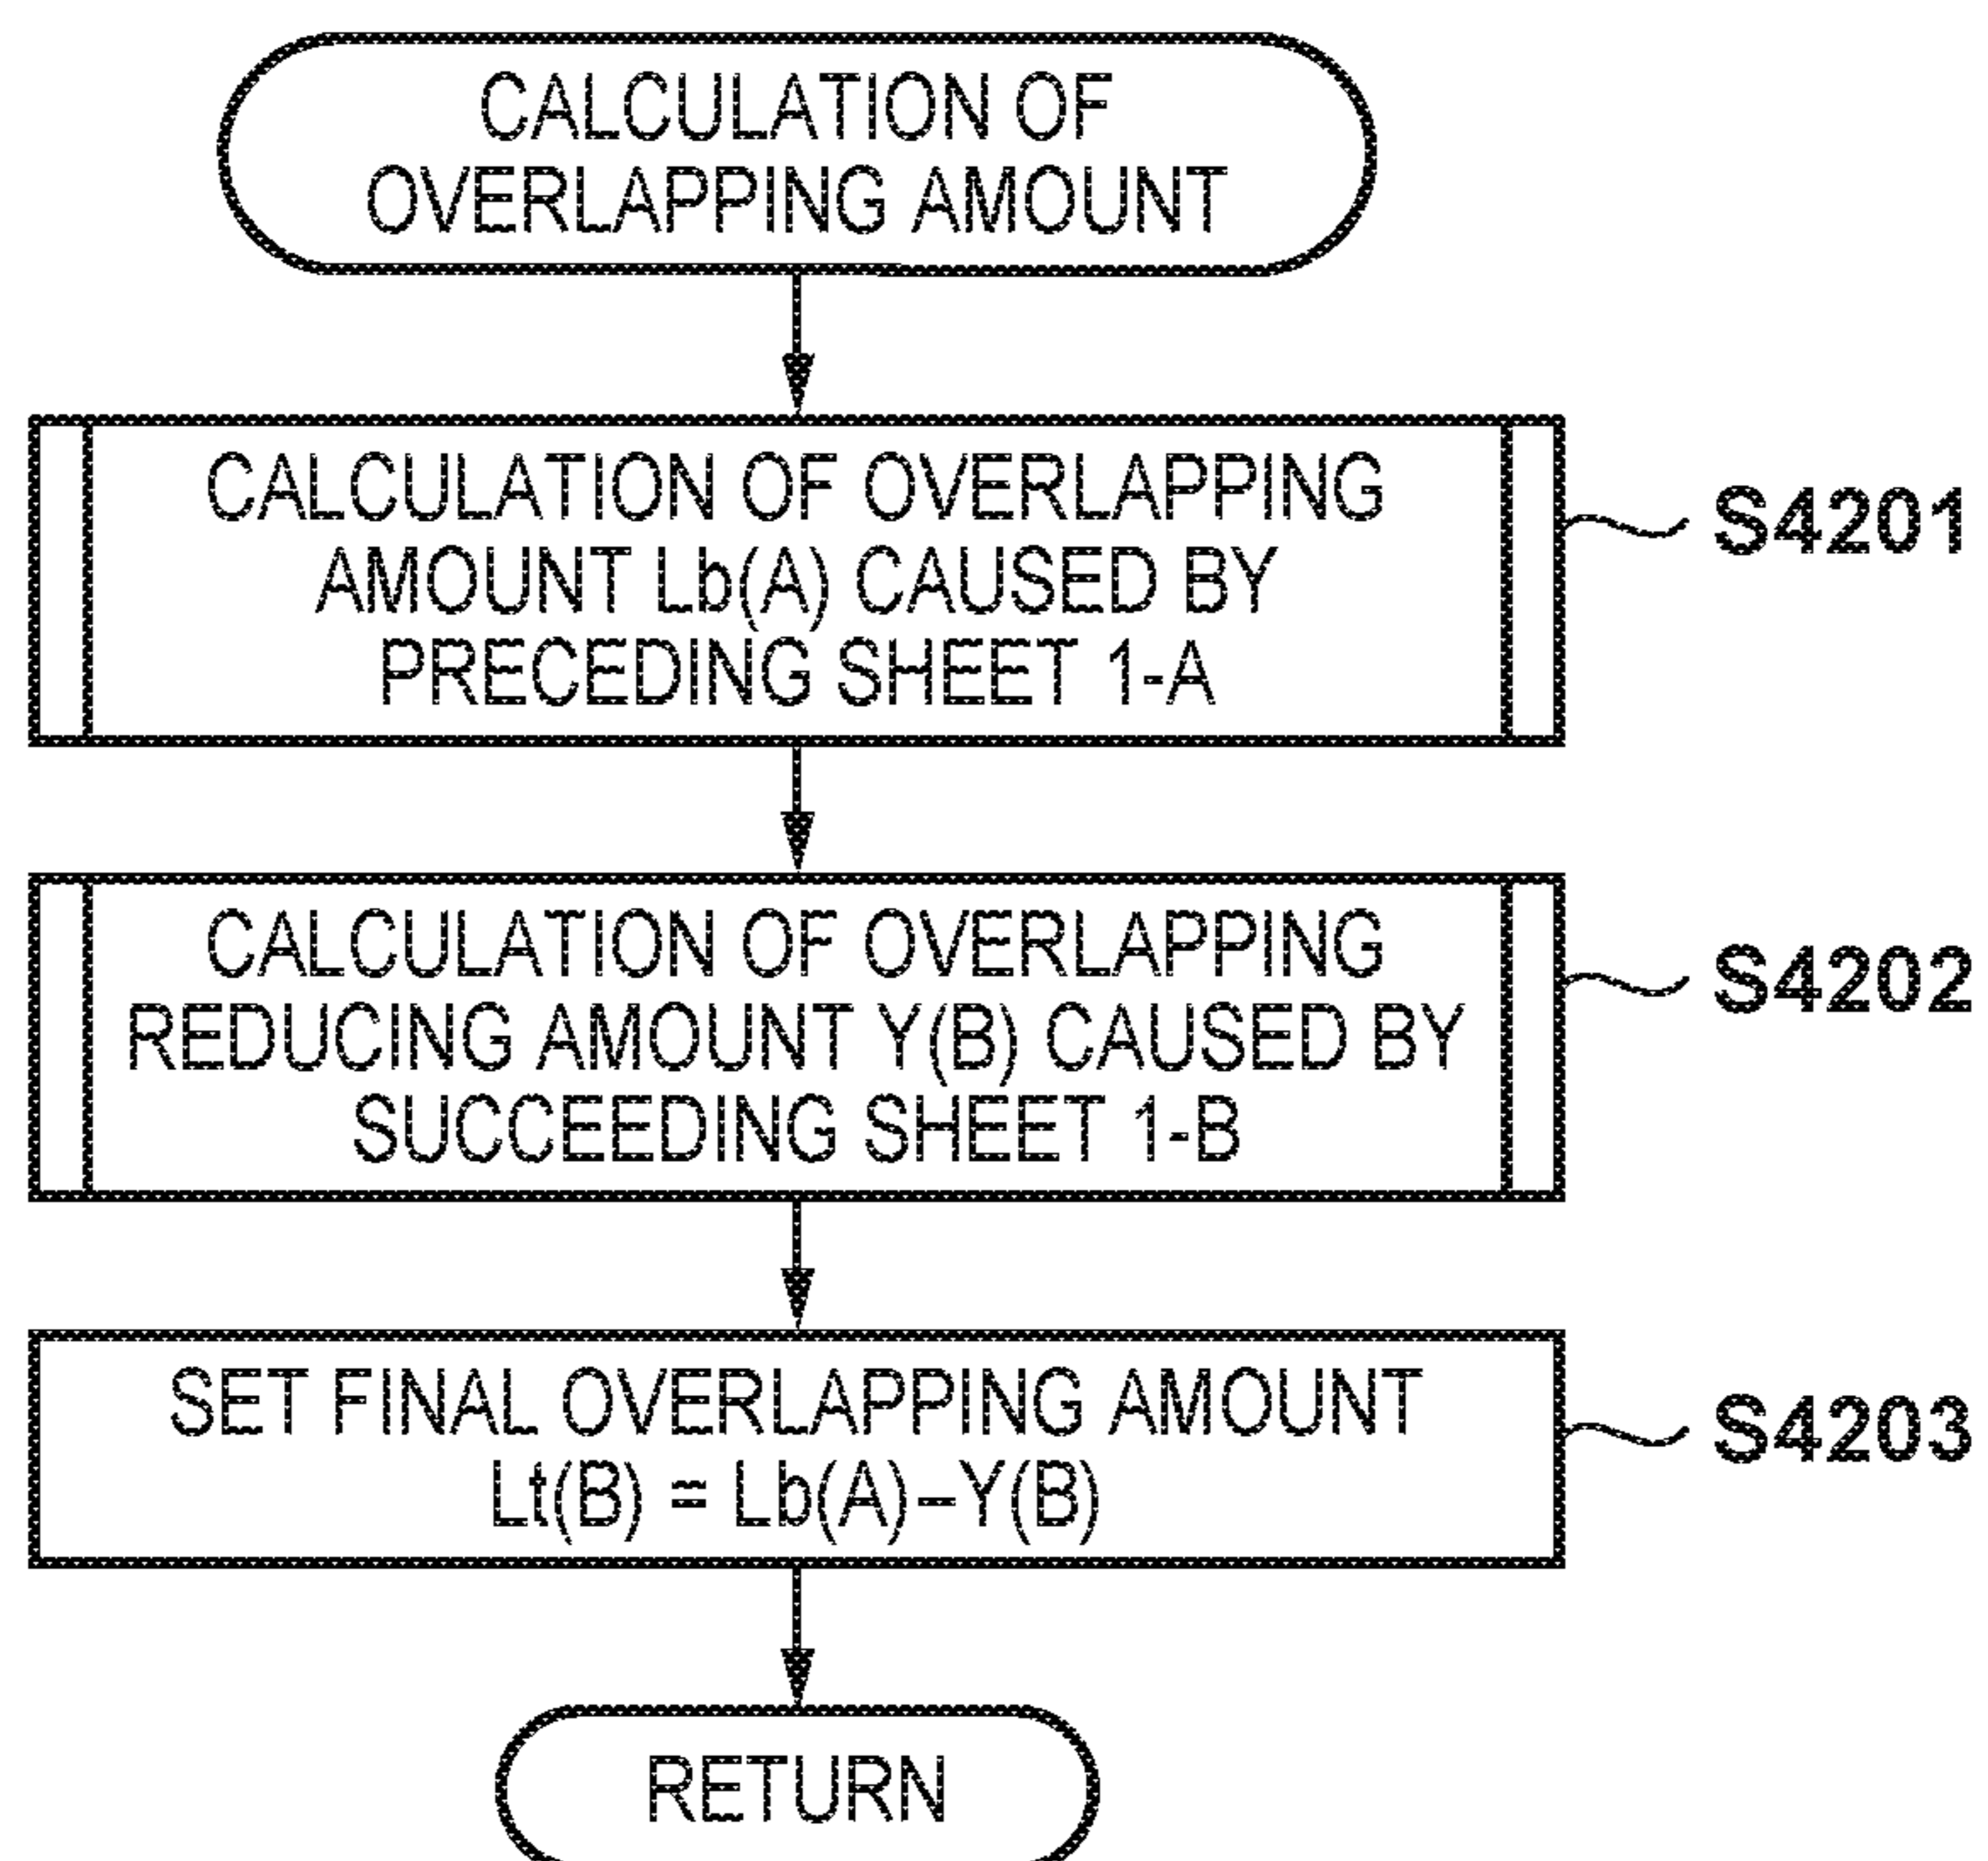 CALCULATION OF
OVERLAPPING AMOUNT
CALCULATION OF OVERLAPPING
AMOUNT Lb(A) CAUSED BY
PRECEDING SHEET 1-A
S4201
CALCULATION OF OVERLAPPING
REDUCING AMOUNT Y(B) CAUSED BY
SUCCEEDING SHEET 1-B
S4202
SET FINAL OVERLAPPING AMOUNT
Lt(B) = Lb(A)–Y(B)
S4203
RETURN